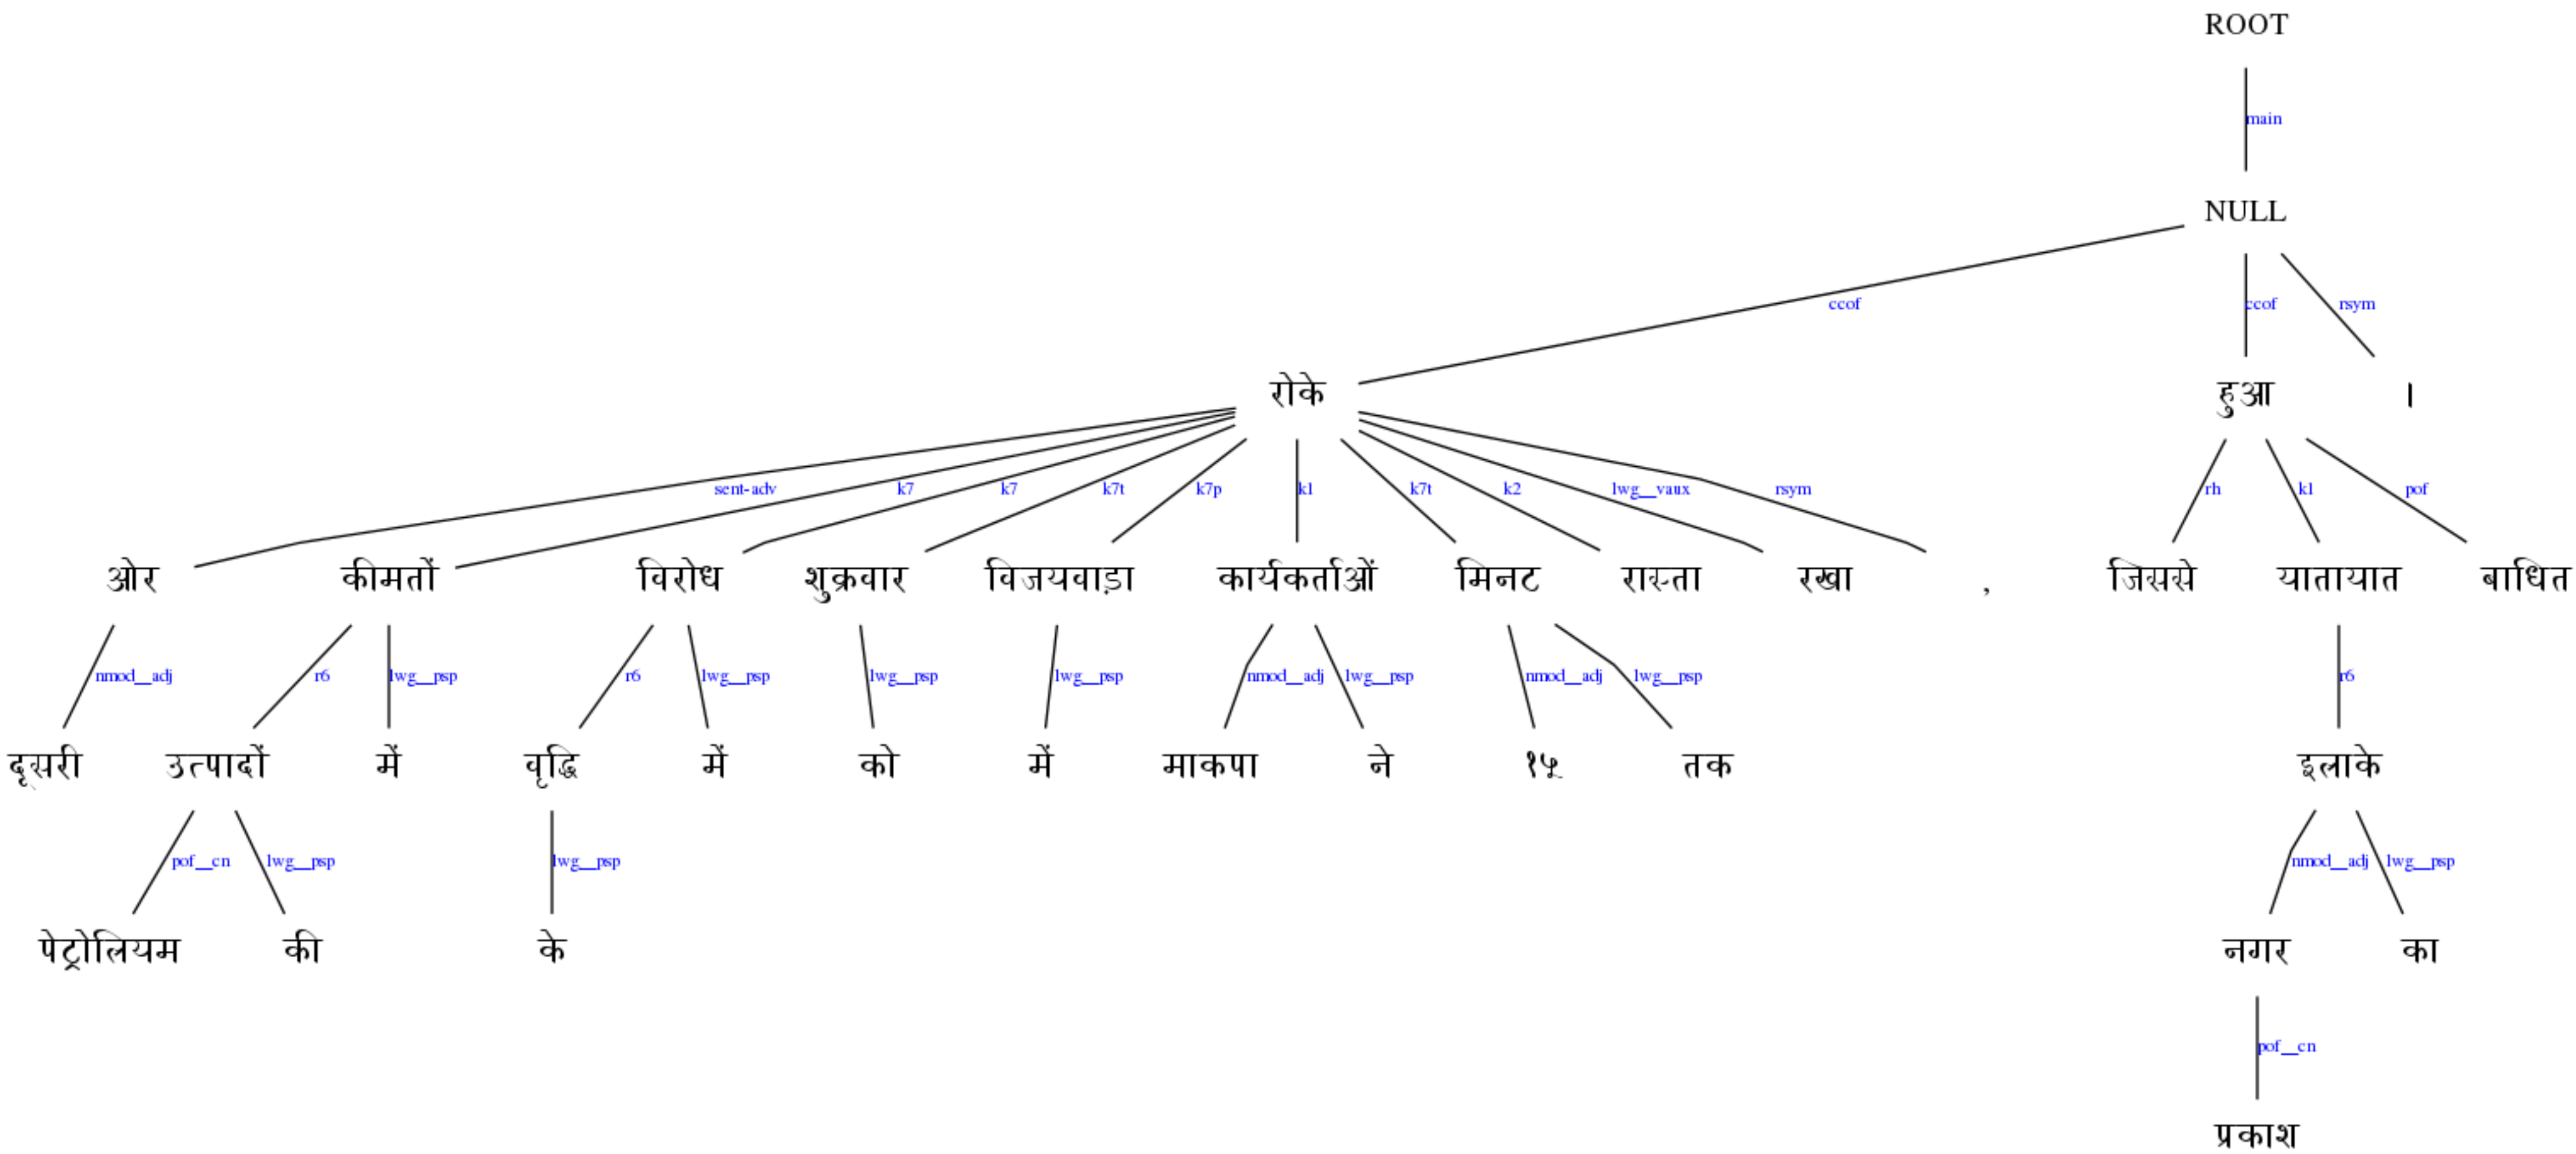 ROOT
main
NULL
ccof ccof rsym
रोके हुआ ।
sent-adv k7 k7 k7t k7p k1 k7t k2 lwg__vaux rsym rh k1 pof
ओर कीमतों विरोध शुक्रवार विजयवाड़ा कार्यकर्ताओं मिनट रास्ता रखा , जिससे यातायात बाधित
nmod__adj r6 lwg__psp r6 lwg__psp lwg__psp lwg__psp nmod__adj lwg__psp nmod__adj lwg__psp r6
दूसरी उत्पादों में वृद्धि में को में माकपा ने १५ तक इलाके
pof__cn lwg__psp lwg__psp nmod__adj lwg__psp
पेट्रोलियम की के नगर का
pof__cn
प्रकाश